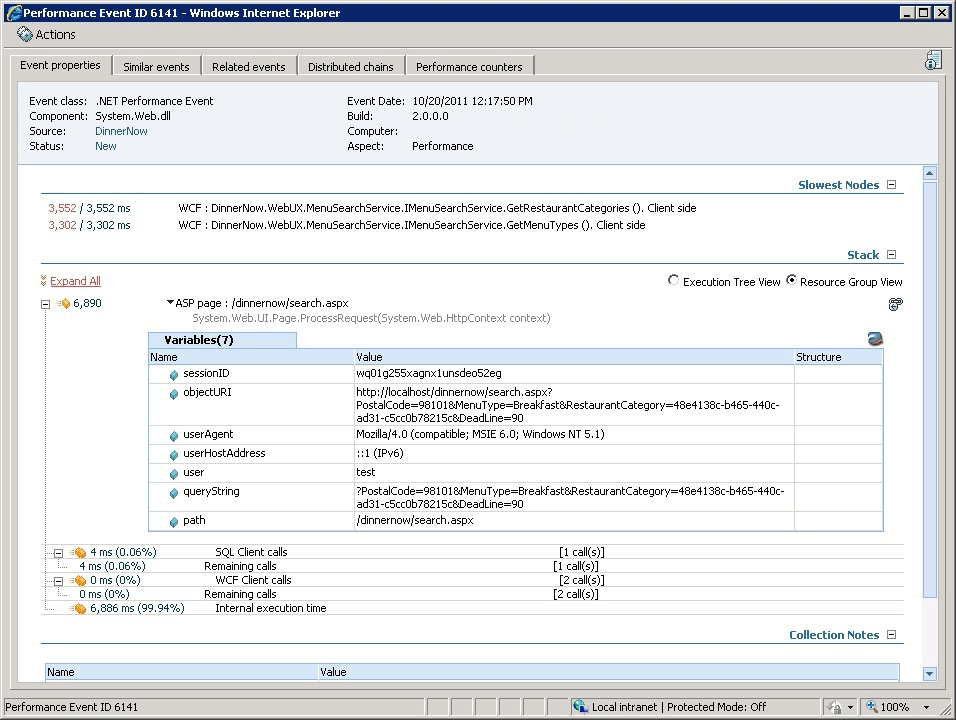 Performance Event ID 6141 - Windows Internet Explorer
Actions
Event properties Similar events Related events Distributed chains Performance counters
Event class: .NET Performance Event Event Date: 10/20/2011 12:17:50 PM
Component: System.Web.dll Build: 2.0.0.0
Source: DinnerNow Computer:
Status: New Aspect: Performance
Slowest Nodes
3,552 / 3,552 ms WCF : DinnerNow.WebUX.MenuSearchService.IMenuSearchService.GetRestaurantCategories (). Client side
3,302 / 3,302 ms WCF : DinnerNow.WebUX.MenuSearchService.IMenuSearchService.GetMenuTypes (). Client side
Stack
Expand All Execution Tree View Resource Group View
6,890 ASP page : /dinnernow/search.aspx
System.Web.UI.Page.ProcessRequest(System.Web.HttpContext context)
Variables(7)
Name Value Structure
sessionID wq01g255xagnx1unsdeo52eg
objectURI http://localhost/dinnernow/search.aspx?
PostalCode=98101&MenuType=Breakfast&RestaurantCategory=48e4138c-b465-440c-
ad31-c5cc0b78215c&DeadLine=90
userAgent Mozilla/4.0 (compatible; MSIE 6.0; Windows NT 5.1)
userHostAddress ::1 (IPv6)
user test
queryString ?PostalCode=98101&MenuType=Breakfast&RestaurantCategory=48e4138c-b465-440c-
ad31-c5cc0b78215c&DeadLine=90
path /dinnernow/search.aspx
4 ms (0.06%) SQL Client calls [1 call(s)]
4 ms (0.06%) Remaining calls [1 call(s)]
0 ms (0%) WCF Client calls [2 call(s)]
0 ms (0%) Remaining calls [2 call(s)]
6,886 ms (99.94%) Internal execution time
Collection Notes
Name Value
Performance Event ID 6141 Local intranet | Protected Mode: Off 100%